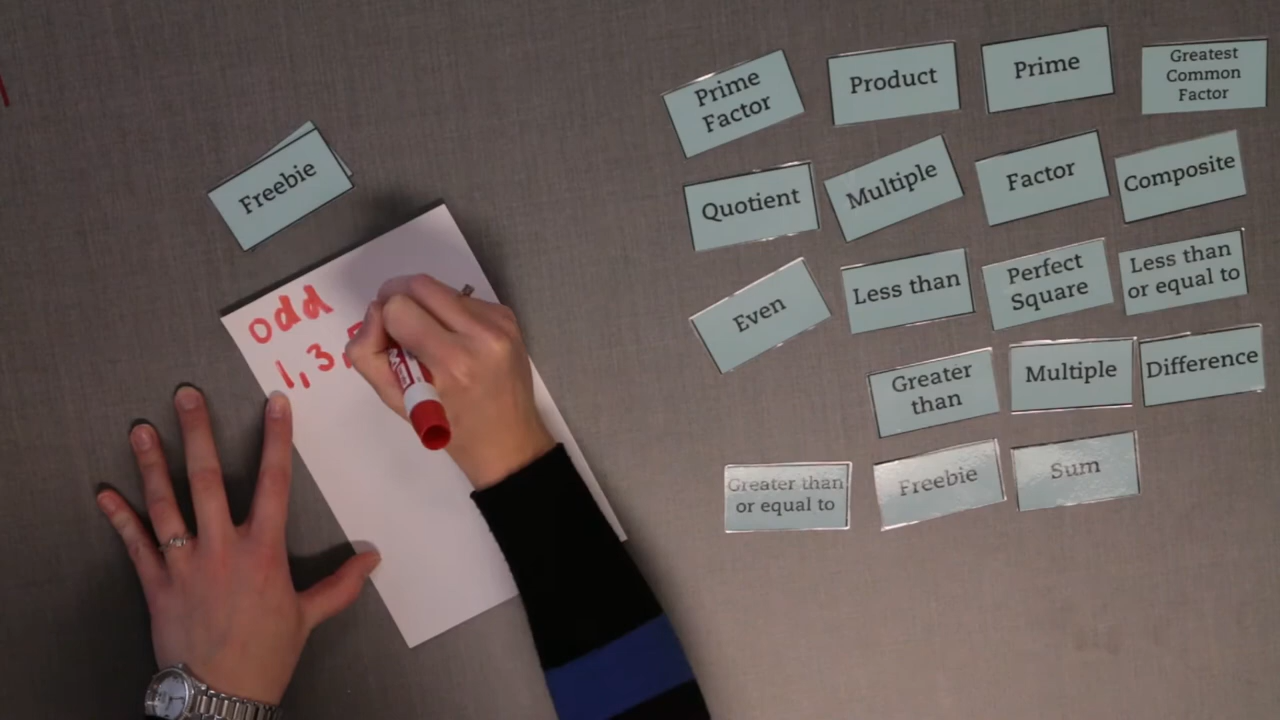 Freebie
odd
1, 3,
Prime
Factor
Product
Prime
Greatest
Common
Factor
Quotient
Multiple
Factor
Composite
Even
Less than
Perfect
Square
Less than
or equal to
Greater
than
Multiple
Difference
Greater than
or equal to
Freebie
Sum